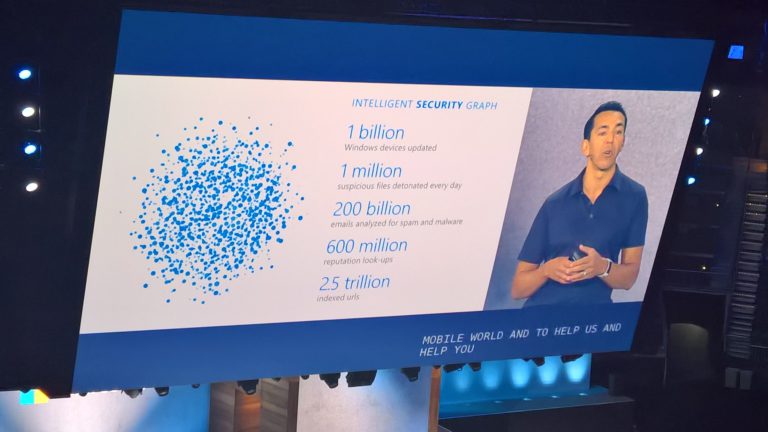 INTELLIGENT SECURITY GRAPH
1 billion
Windows devices updated
1 million
suspicious files detonated every day
200 billion
emails analyzed for spam and malware
600 million
reputation look-ups
2.5 trillion
indexed urls
MOBILE WORLD AND TO HELP US AND
HELP YOU